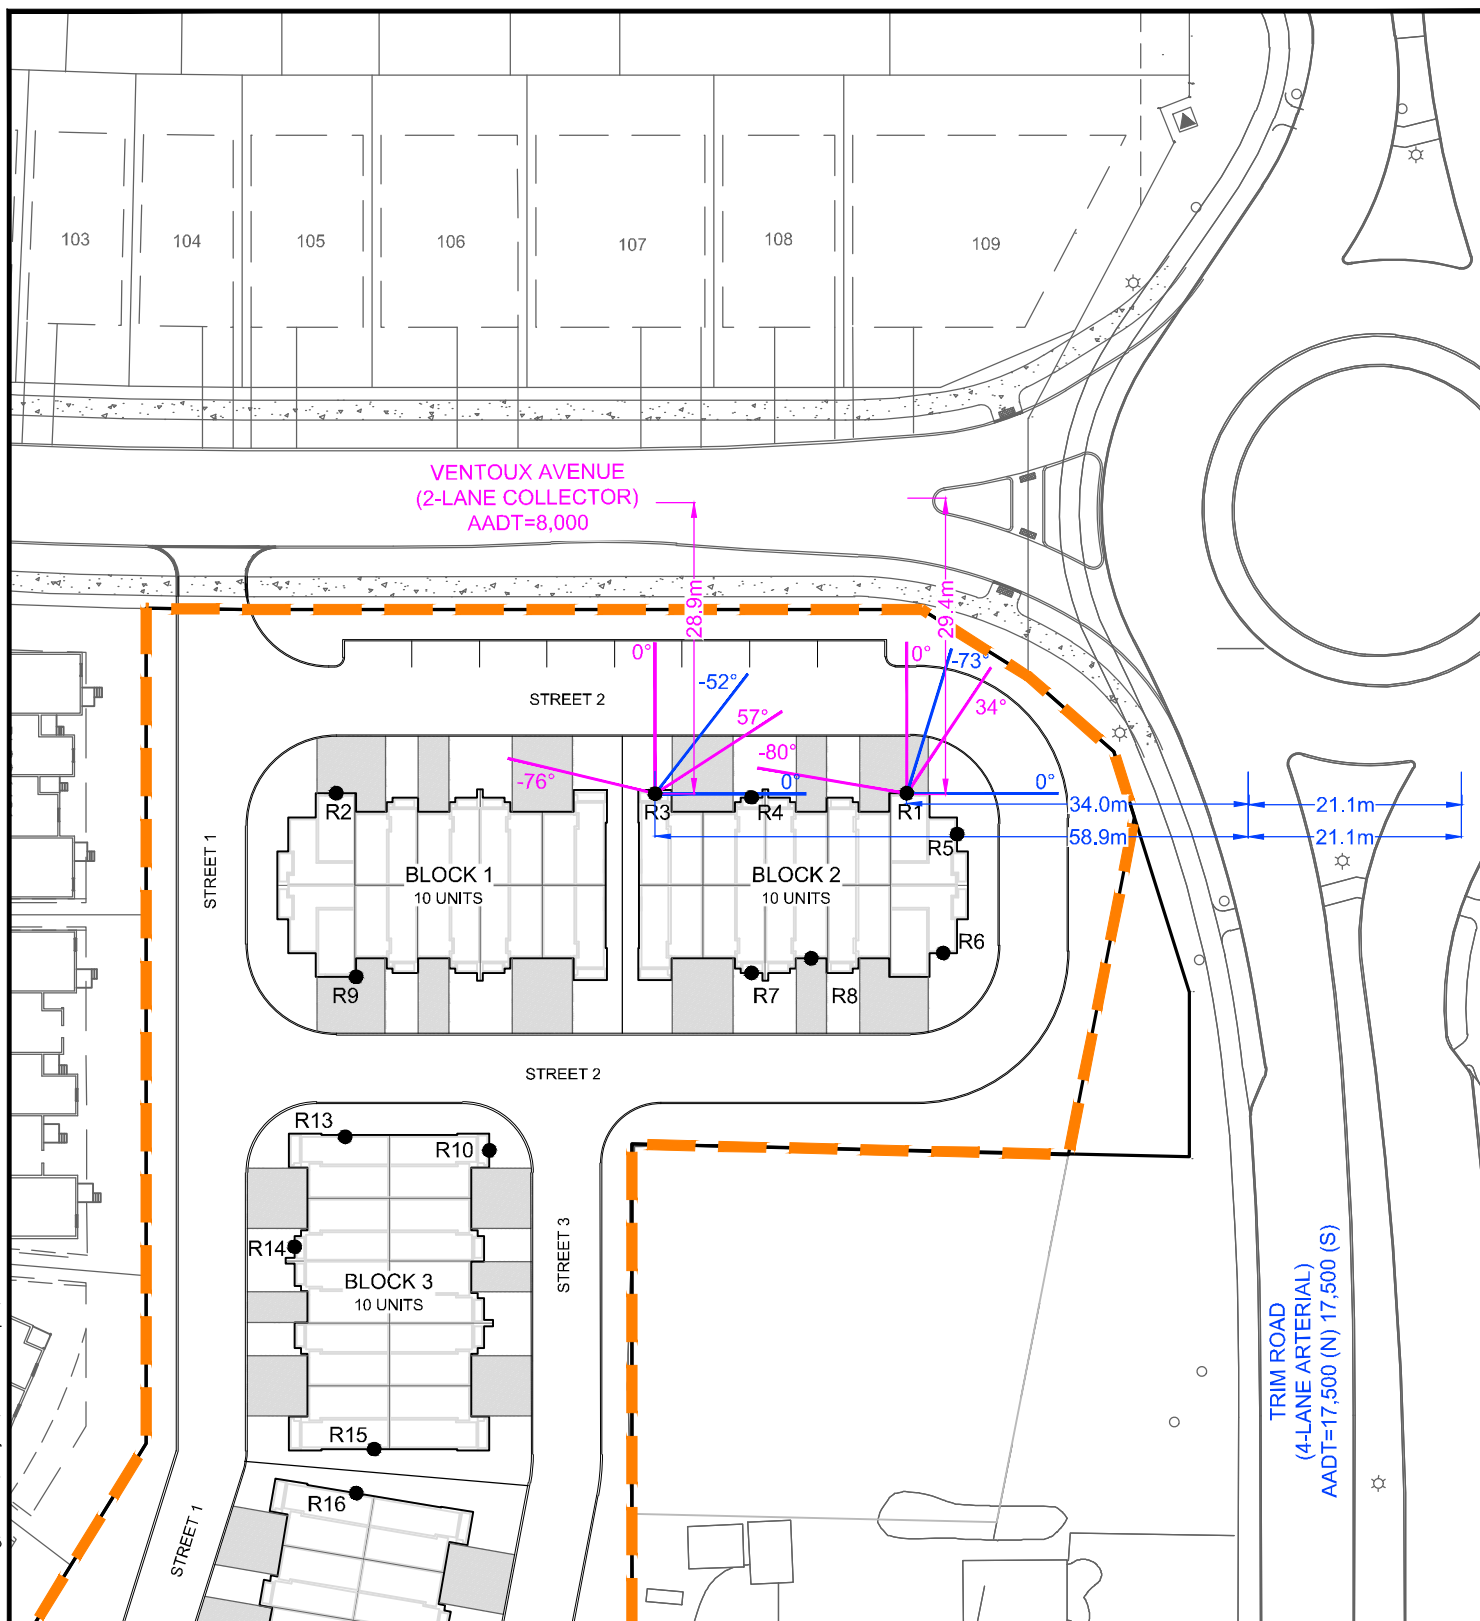 103
104
105
106
107
108
109
VENTOUX AVENUE
(2-LANE COLLECTOR)
AADT=8,000
28.9m
29.4m
0°
-52°
57°
-76°
0°
0°
-73°
34°
-80°
0°
STREET 2
34.0m
21.1m
58.9m
21.1m
R2
R3
R4
R1
R5
STREET 1
BLOCK 1
10 UNITS
BLOCK 2
10 UNITS
R6
R9
R7
R8
STREET 2
R13
R10
R14
STREET 3
BLOCK 3
10 UNITS
R15
R16
STREET 1
TRIM ROAD
(4-LANE ARTERIAL)
AADT=17,500 (N) 17,500 (S)